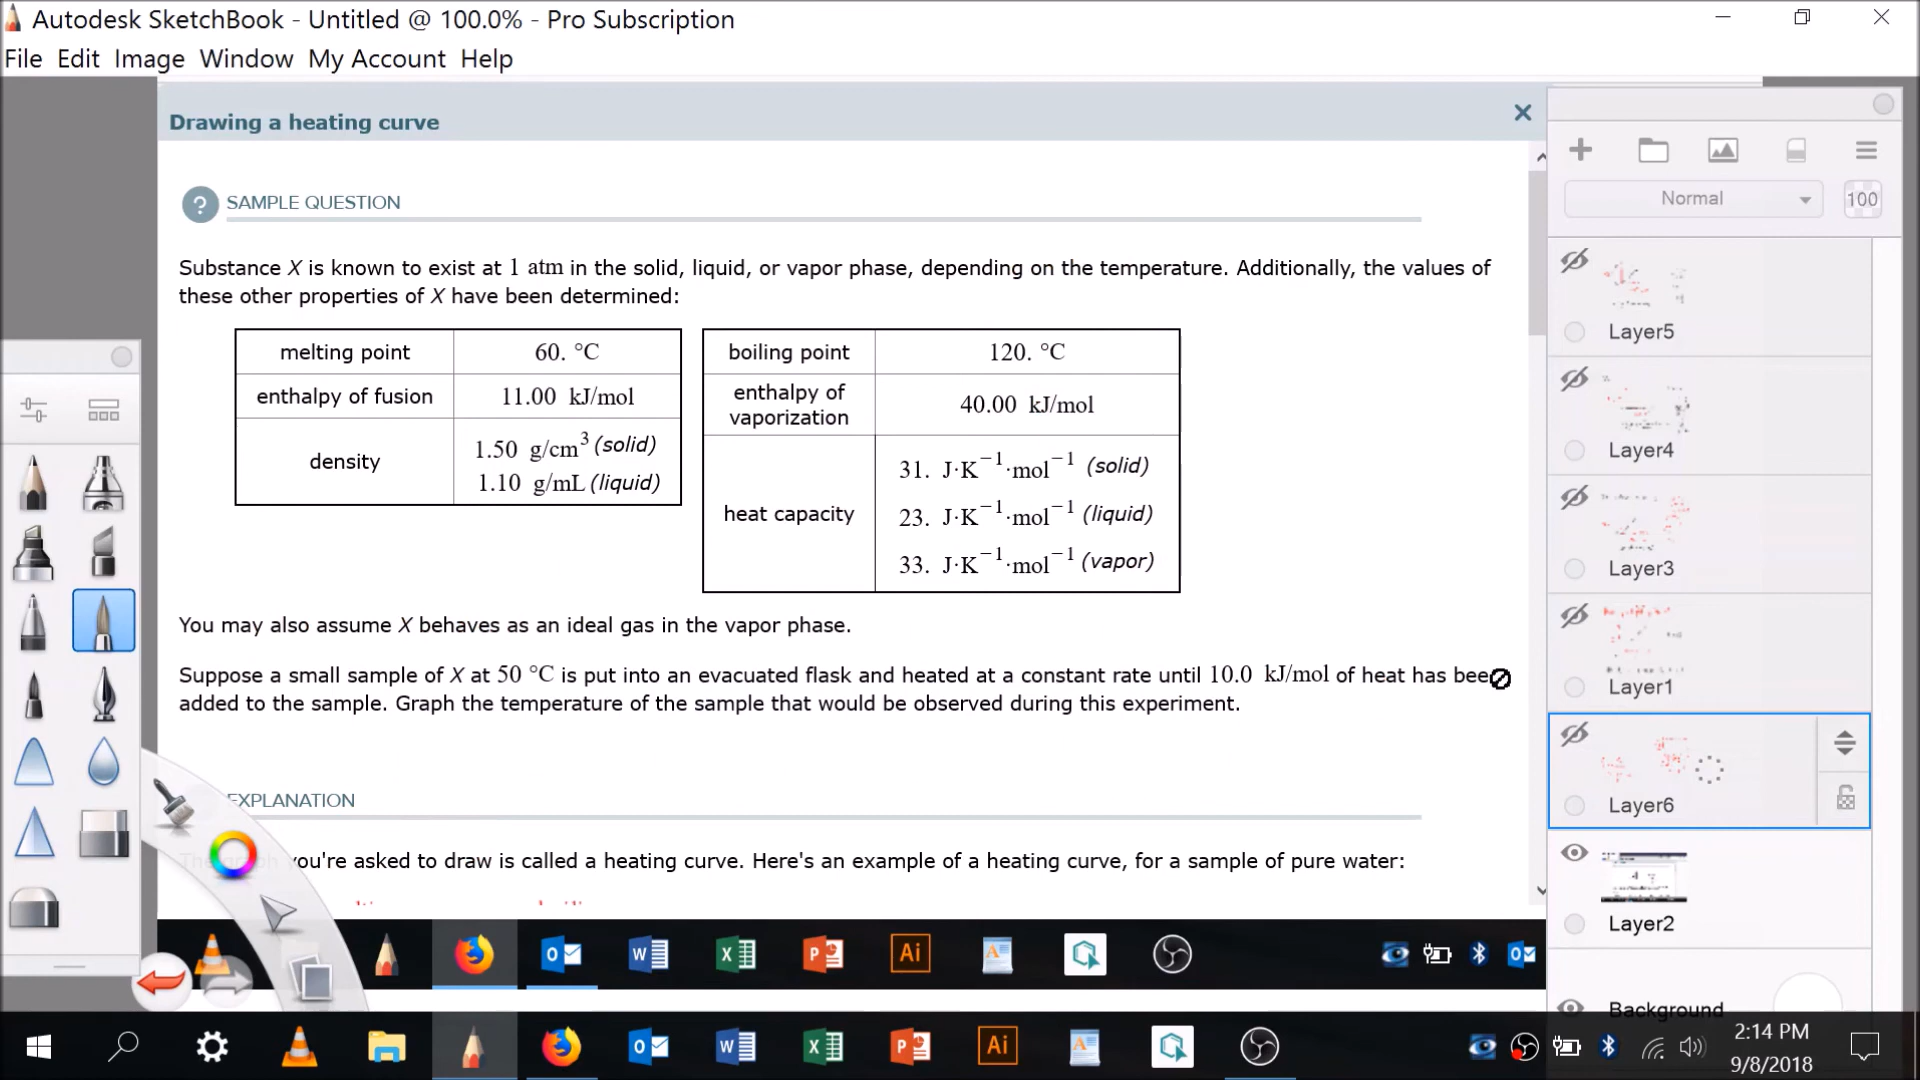 Autodesk SketchBook - Untitled @ 100.0% - Pro Subscription
File Edit Image Window My Account Help
Drawing a heating curve
? SAMPLE QUESTION
Substance X is known to exist at 1 atm in the solid, liquid, or vapor phase, depending on the temperature. Additionally, the values of
these other properties of X have been determined:
melting point 60. °C
enthalpy of fusion 11.00 kJ/mol
density 1.50 g/cm³ (solid)
1.10 g/mL (liquid)
boiling point 120. °C
enthalpy of
vaporization 40.00 kJ/mol
heat capacity 31. J·K⁻¹·mol⁻¹ (solid)
23. J·K⁻¹·mol⁻¹ (liquid)
33. J·K⁻¹·mol⁻¹ (vapor)
You may also assume X behaves as an ideal gas in the vapor phase.
Suppose a small sample of X at 50 °C is put into an evacuated flask and heated at a constant rate until 10.0 kJ/mol of heat has bee
added to the sample. Graph the temperature of the sample that would be observed during this experiment.
EXPLANATION
graph you're asked to draw is called a heating curve. Here's an example of a heating curve, for a sample of pure water:
Normal 100
Layer5
Layer4
Layer3
Layer1
Layer6
Layer2
Background
2:14 PM
9/8/2018